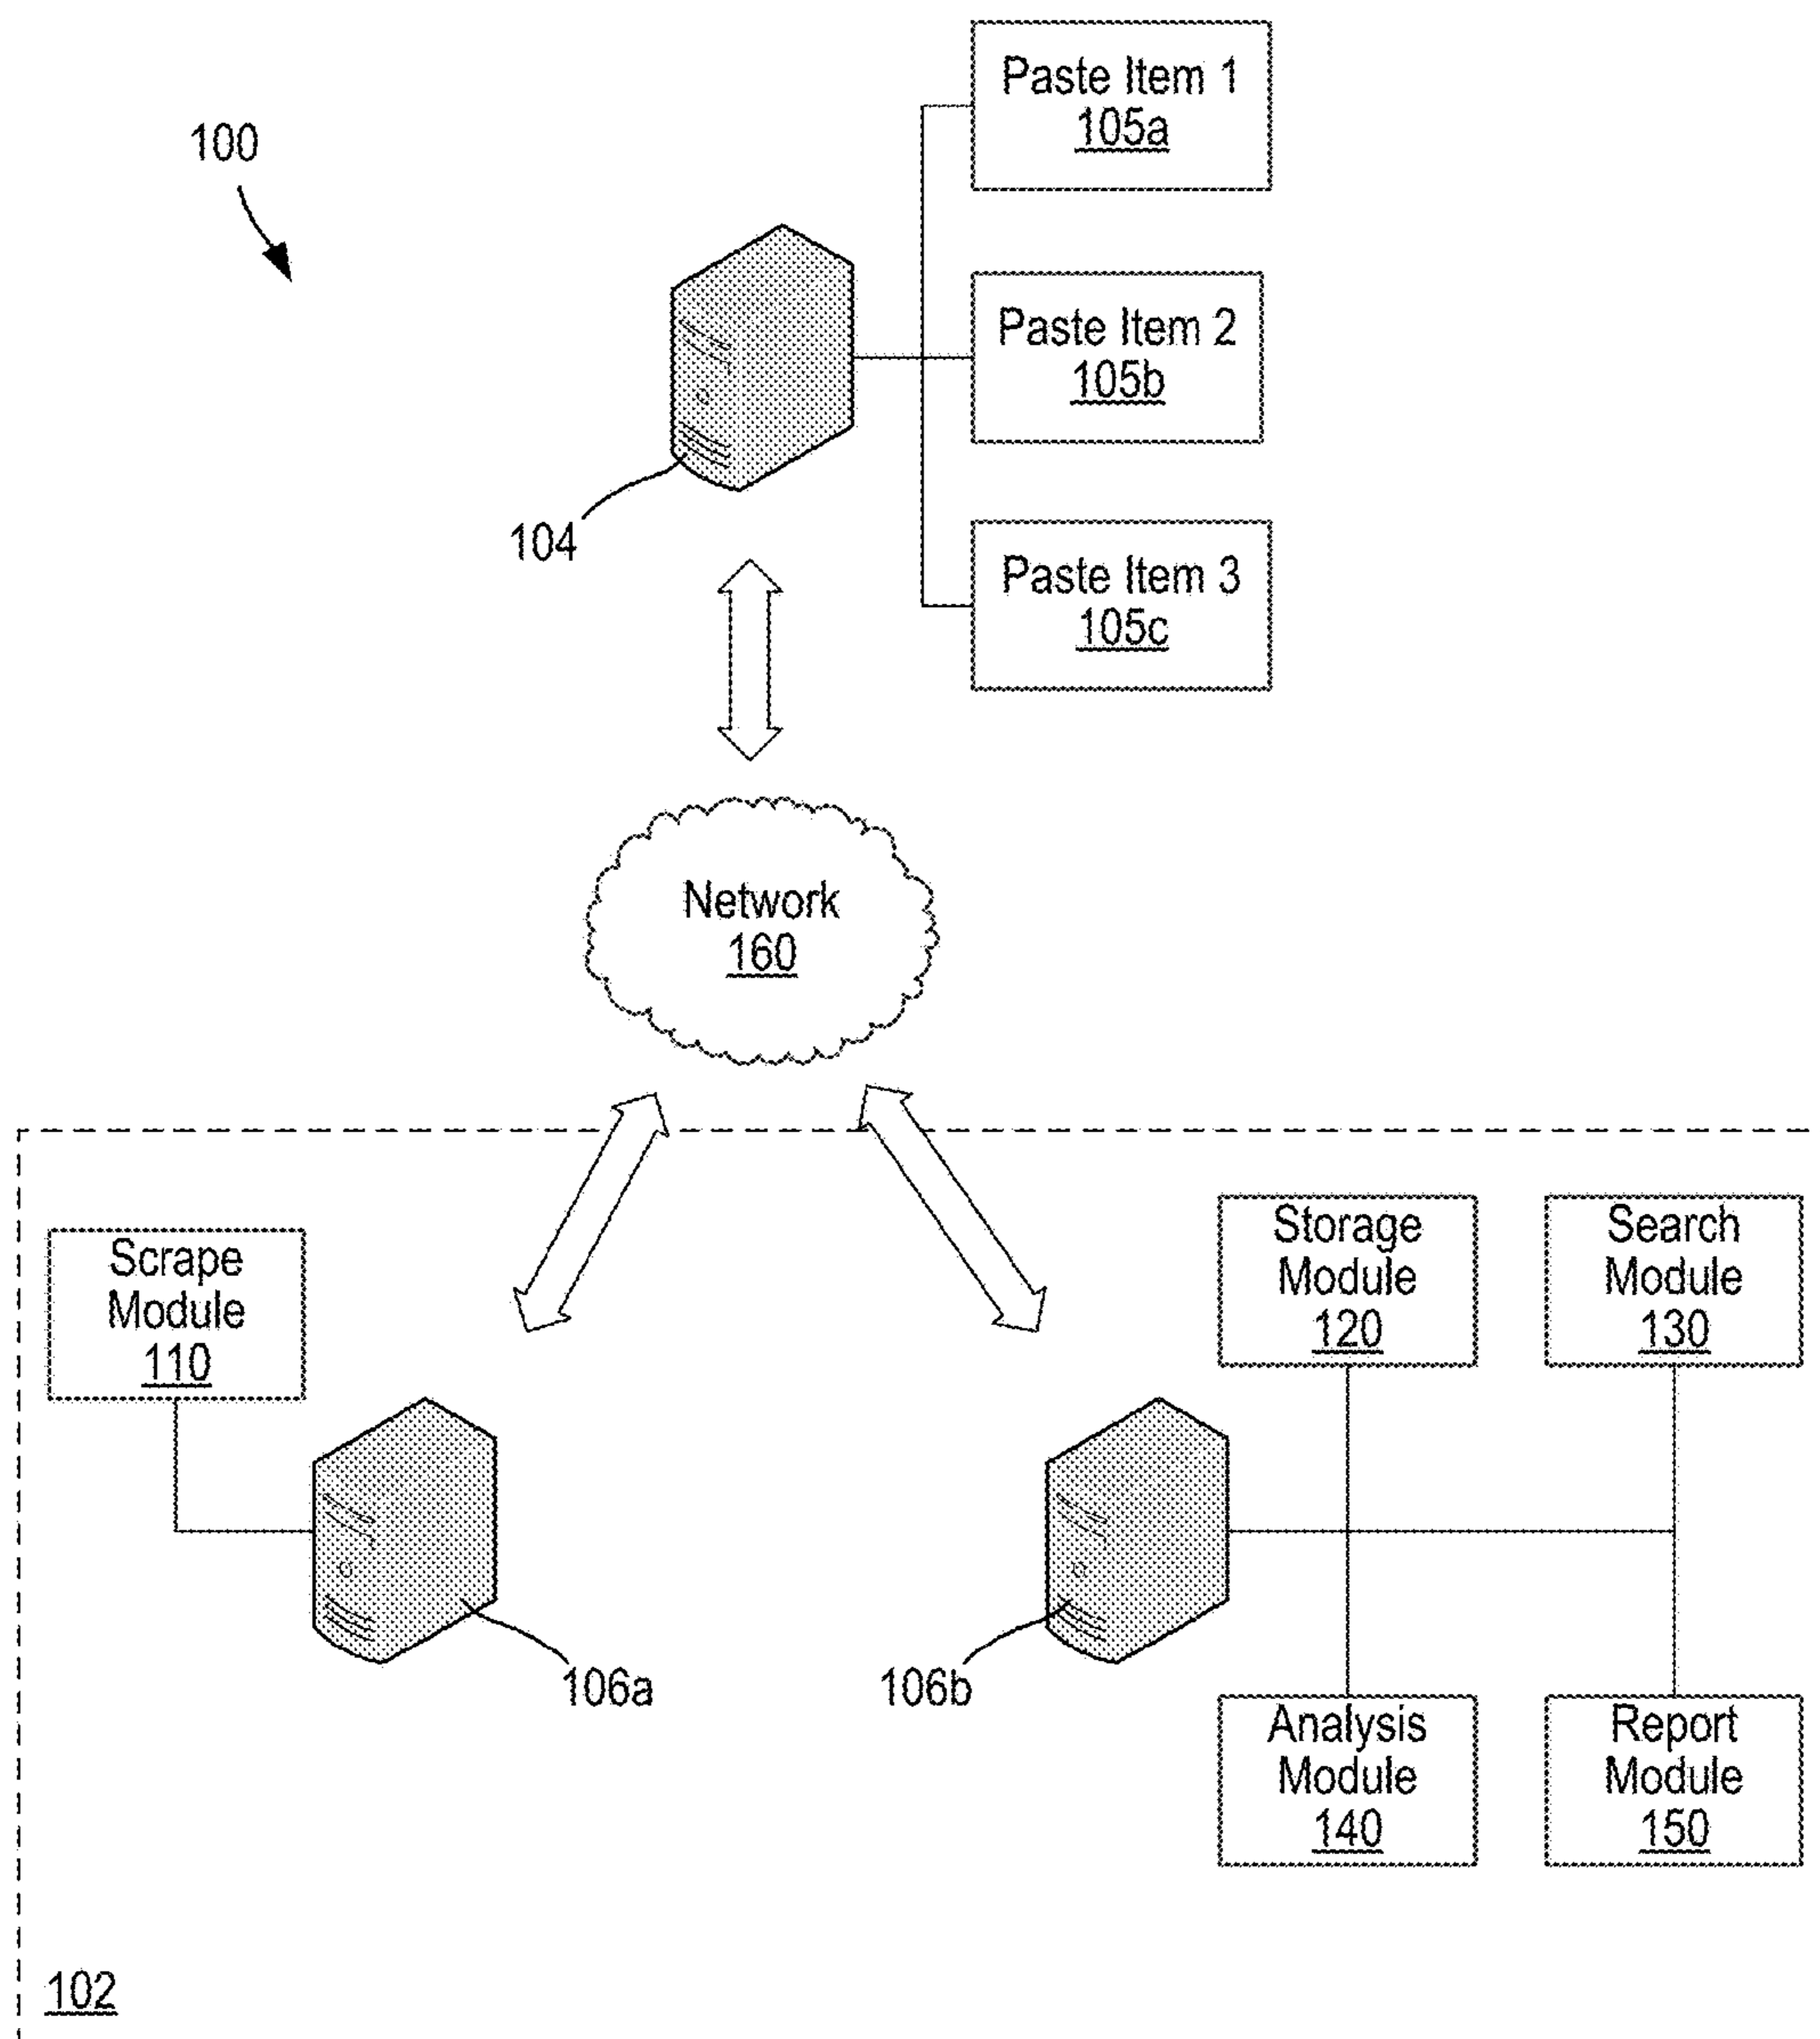 100
Paste Item 1
105a
Paste Item 2
105b
104
Paste Item 3
105c
Network
160
Scrape
Module
110
Storage
Module
120
Search
Module
130
106a
106b
Analysis
Module
140
Report
Module
150
102